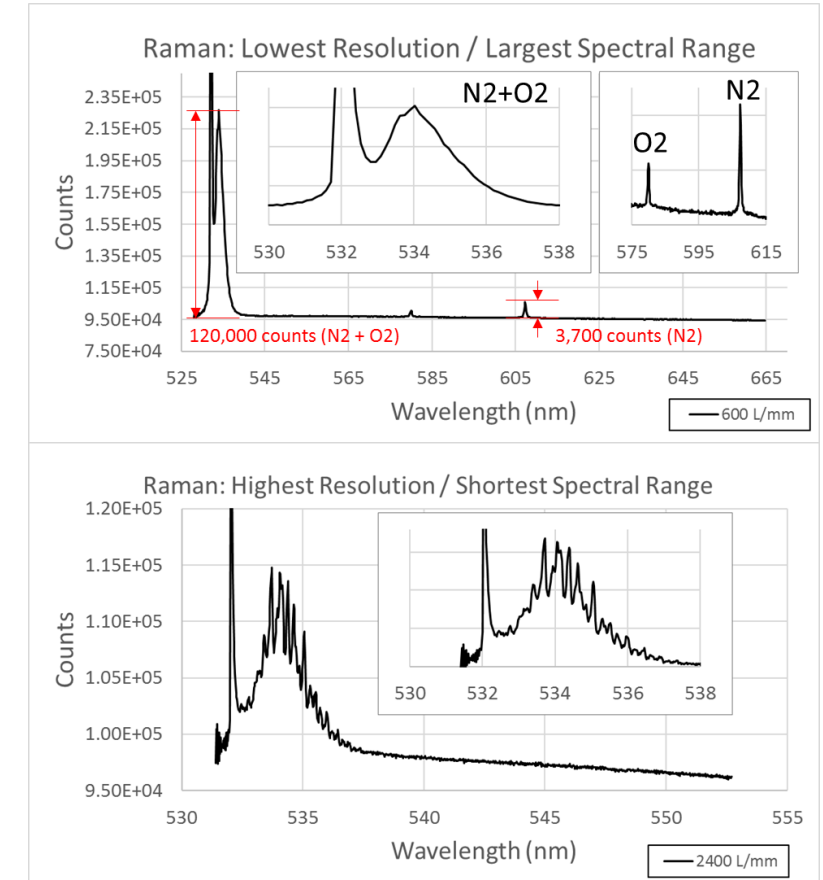 Raman: Lowest Resolution / Largest Spectral Range
2.35E+05
2.15E+05
1.95E+05
1.75E+05
1.55E+05
1.35E+05
1.15E+05
9.50E+04
7.50E+04
Counts
N2+O2
530 532 534 536 538
N2
O2
575 595 615
120,000 counts (N2 + O2)
3,700 counts (N2)
525 545 565 585 605 625 645 665
Wavelength (nm)
600 L/mm
Raman: Highest Resolution / Shortest Spectral Range
1.20E+05
1.15E+05
1.10E+05
1.05E+05
1.00E+05
9.50E+04
Counts
530 532 534 536 538
530 535 540 545 550 555
Wavelength (nm)
2400 L/mm